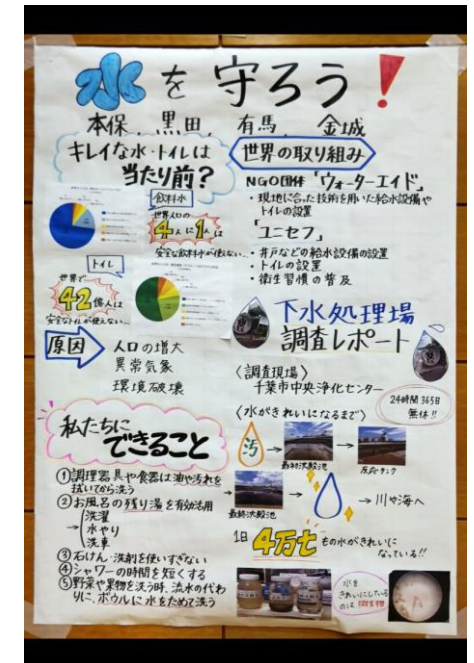 水を守ろう!
本保、黒田、有馬、金城
キレイな水・トイレは
当たり前?
飲料水
世界人口の
4人に1人は
安全な飲料水が使えない…
トイレ
世界で
42億人は
安全なトイレが使えない…
原因
人口の増大
異常気象
環境破壊
私たちに
できること
①調理器具や食器は油や汚れを
拭いてから洗う
②お風呂の残り湯を有効活用
洗濯
水やり
洗車
③石けん・洗剤を使いすぎない
④シャワーの時間を短くする
⑤野菜や果物を洗う時、流水の代わ
りに、ボウルに水をためて洗う
世界の取り組み
NGO団体「ウォーターエイド」
・現地に合った技術を用いた給水設備や
トイレの設置
「ユニセフ」
・井戸などの給水設備の設置
・トイレの設置
・衛生習慣の普及
下水処理場
調査レポート
〈調査現場〉
千葉市中央浄化センター
24時間365日
無休!!
〈水がきれいになるまで〉
汚
最初沈殿池
反応タンク
最終沈殿池
川や海へ
1日
もの水がきれいに
なっている!!
水を
きれいにしている
のは微生物